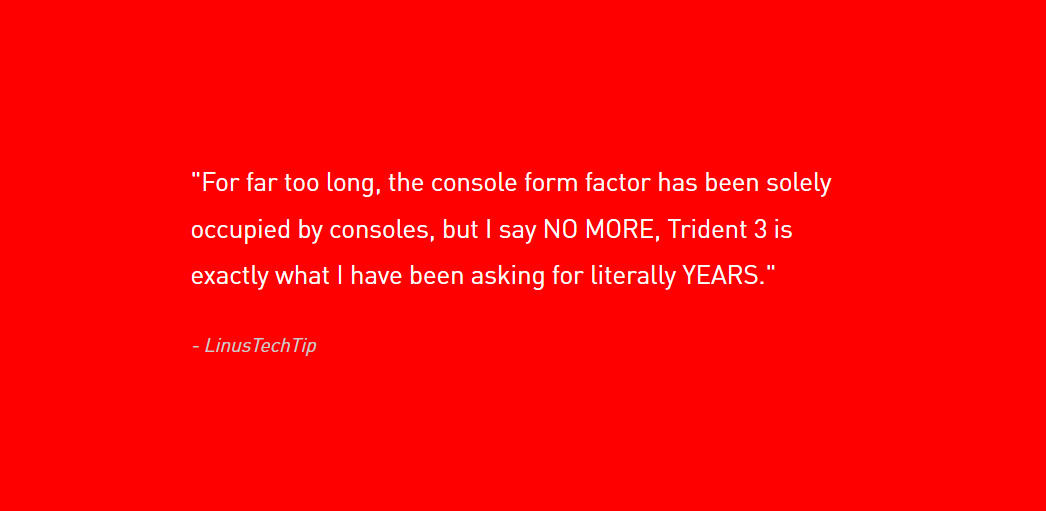 "For far too long, the console form factor has been solely
occupied by consoles, but I say NO MORE, Trident 3 is
exactly what I have been asking for literally YEARS."
- LinusTechTip